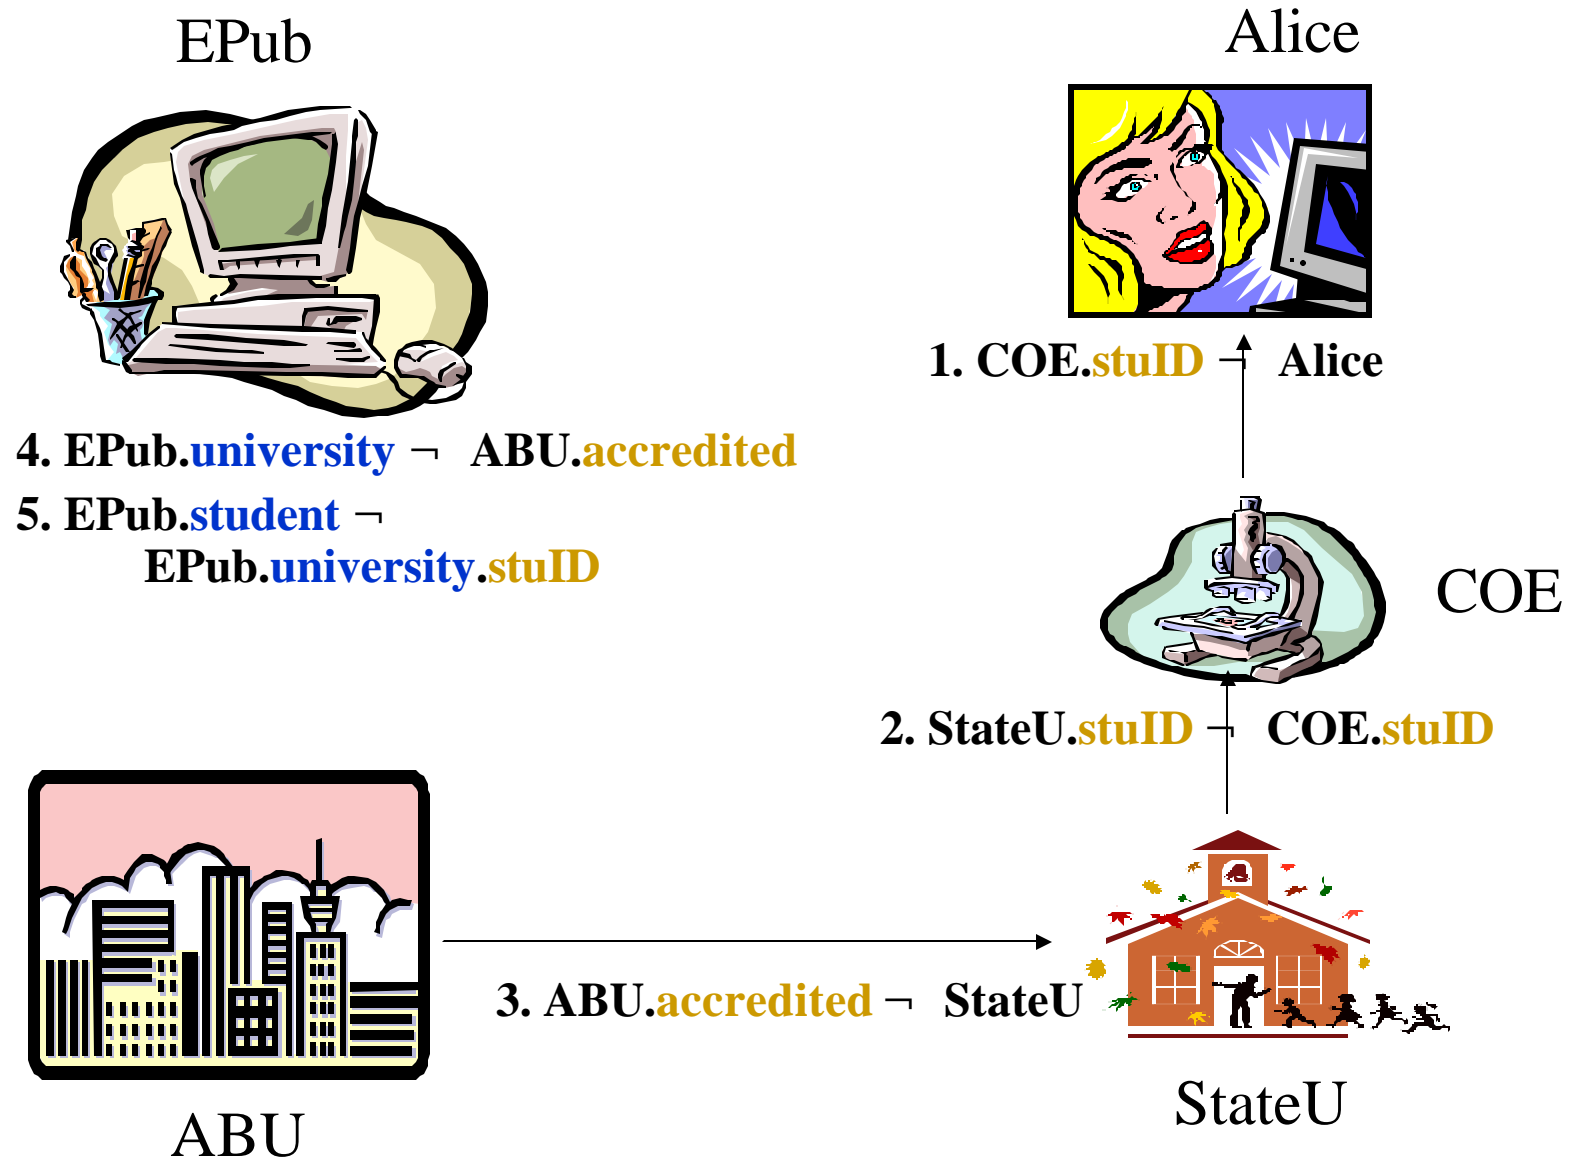 EPub
Alice
1. COE.stuID ¬ Alice
4. EPub.university ¬ ABU.accredited
5. EPub.student ¬
EPub.university.stuID
COE
2. StateU.stuID ¬ COE.stuID
3. ABU.accredited ¬ StateU
StateU
ABU